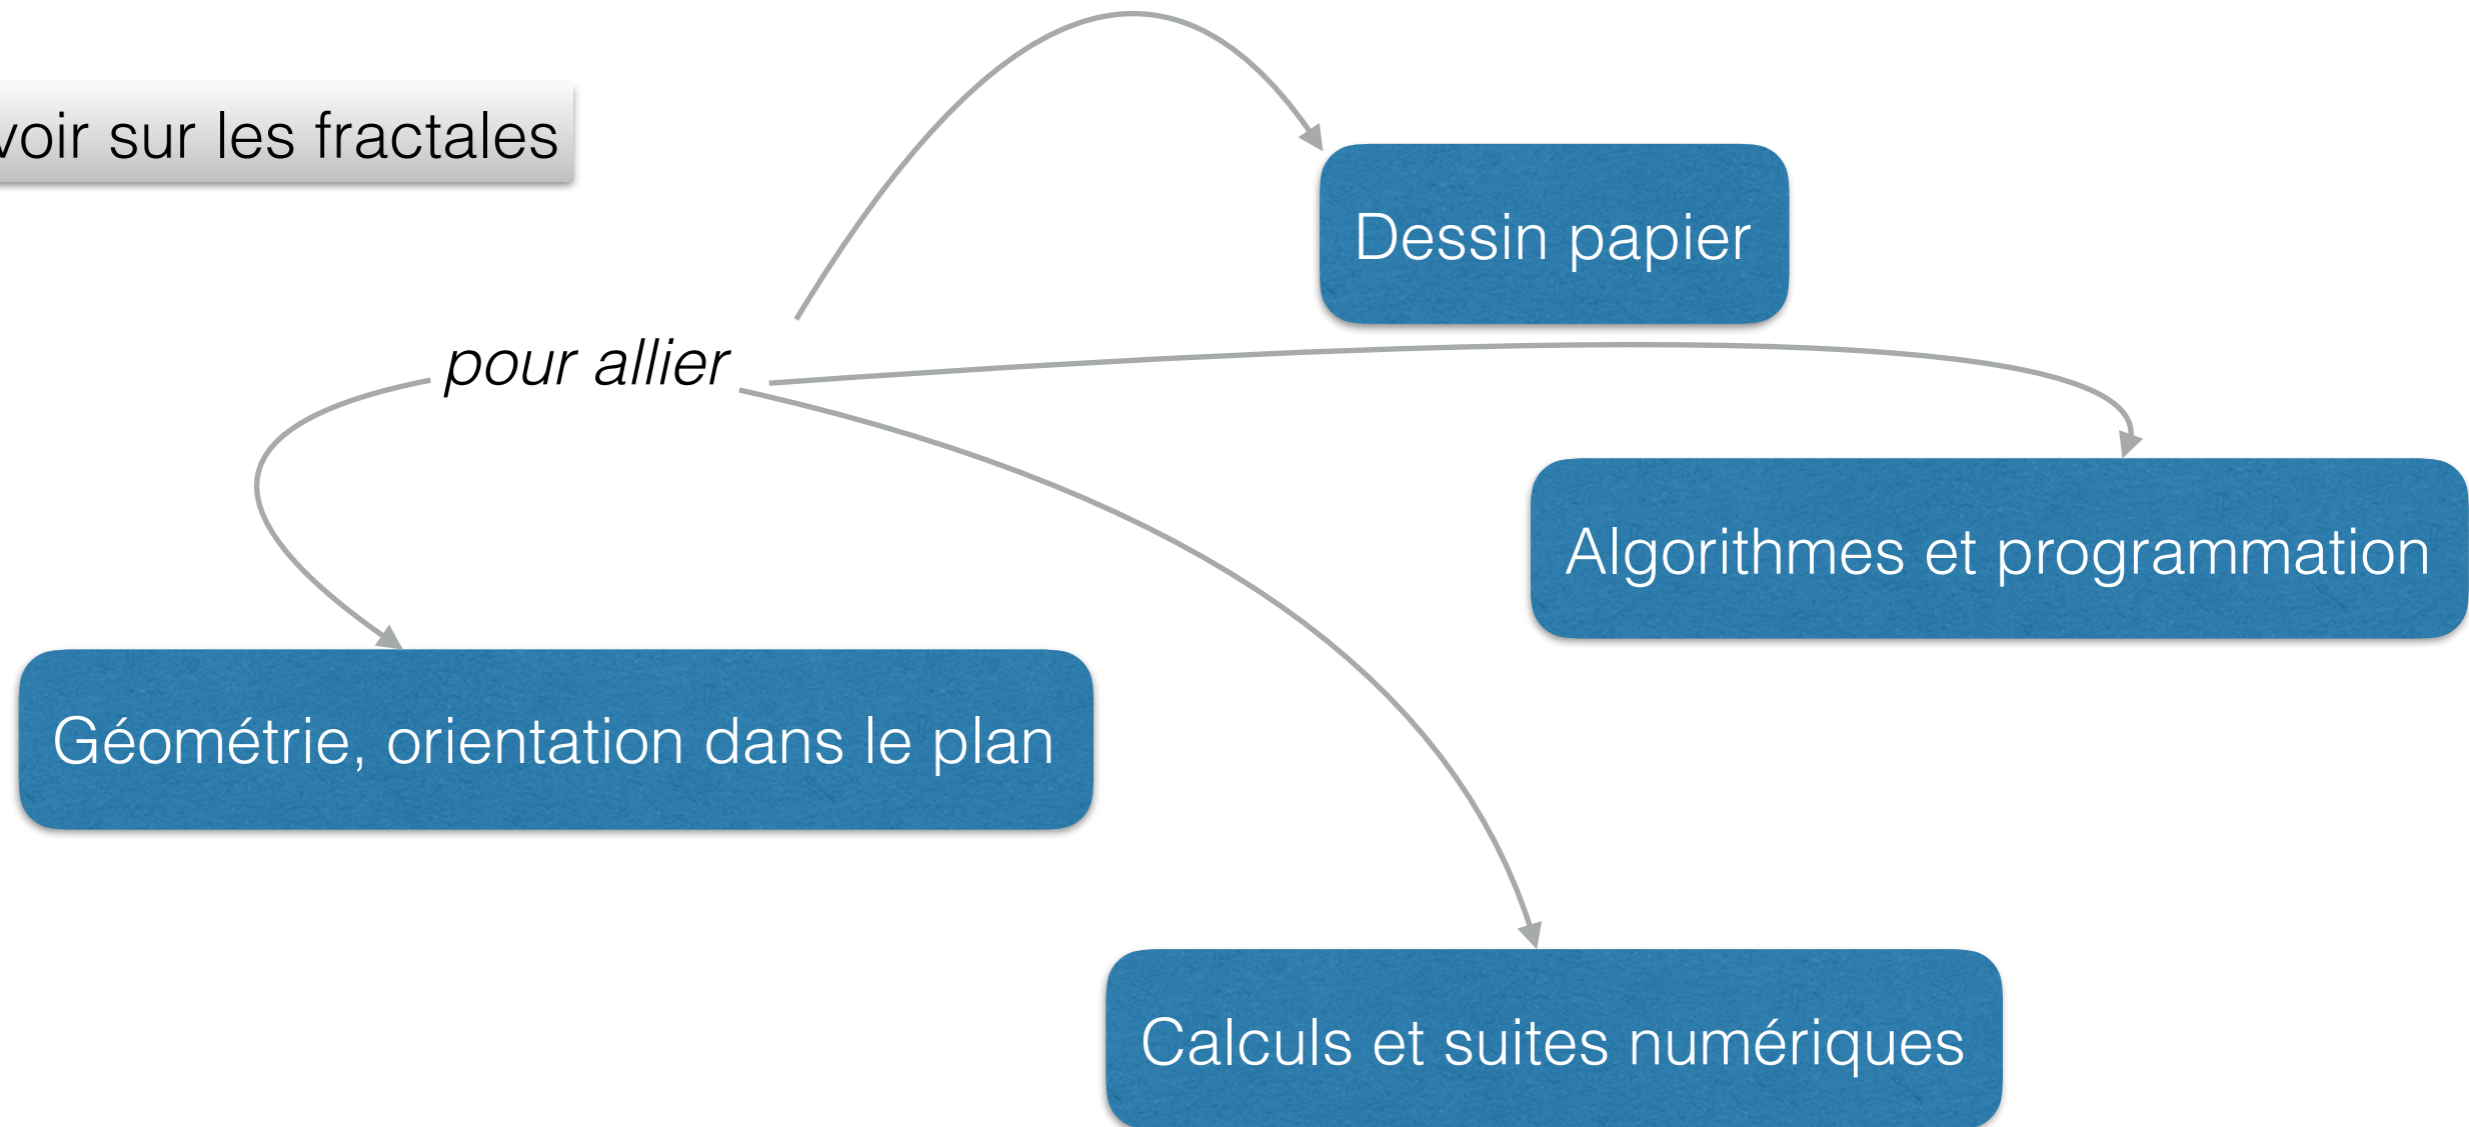 voir sur les fractales
Dessin papier
pour allier
Algorithmes et programmation
Géométrie, orientation dans le plan
Calculs et suites numériques